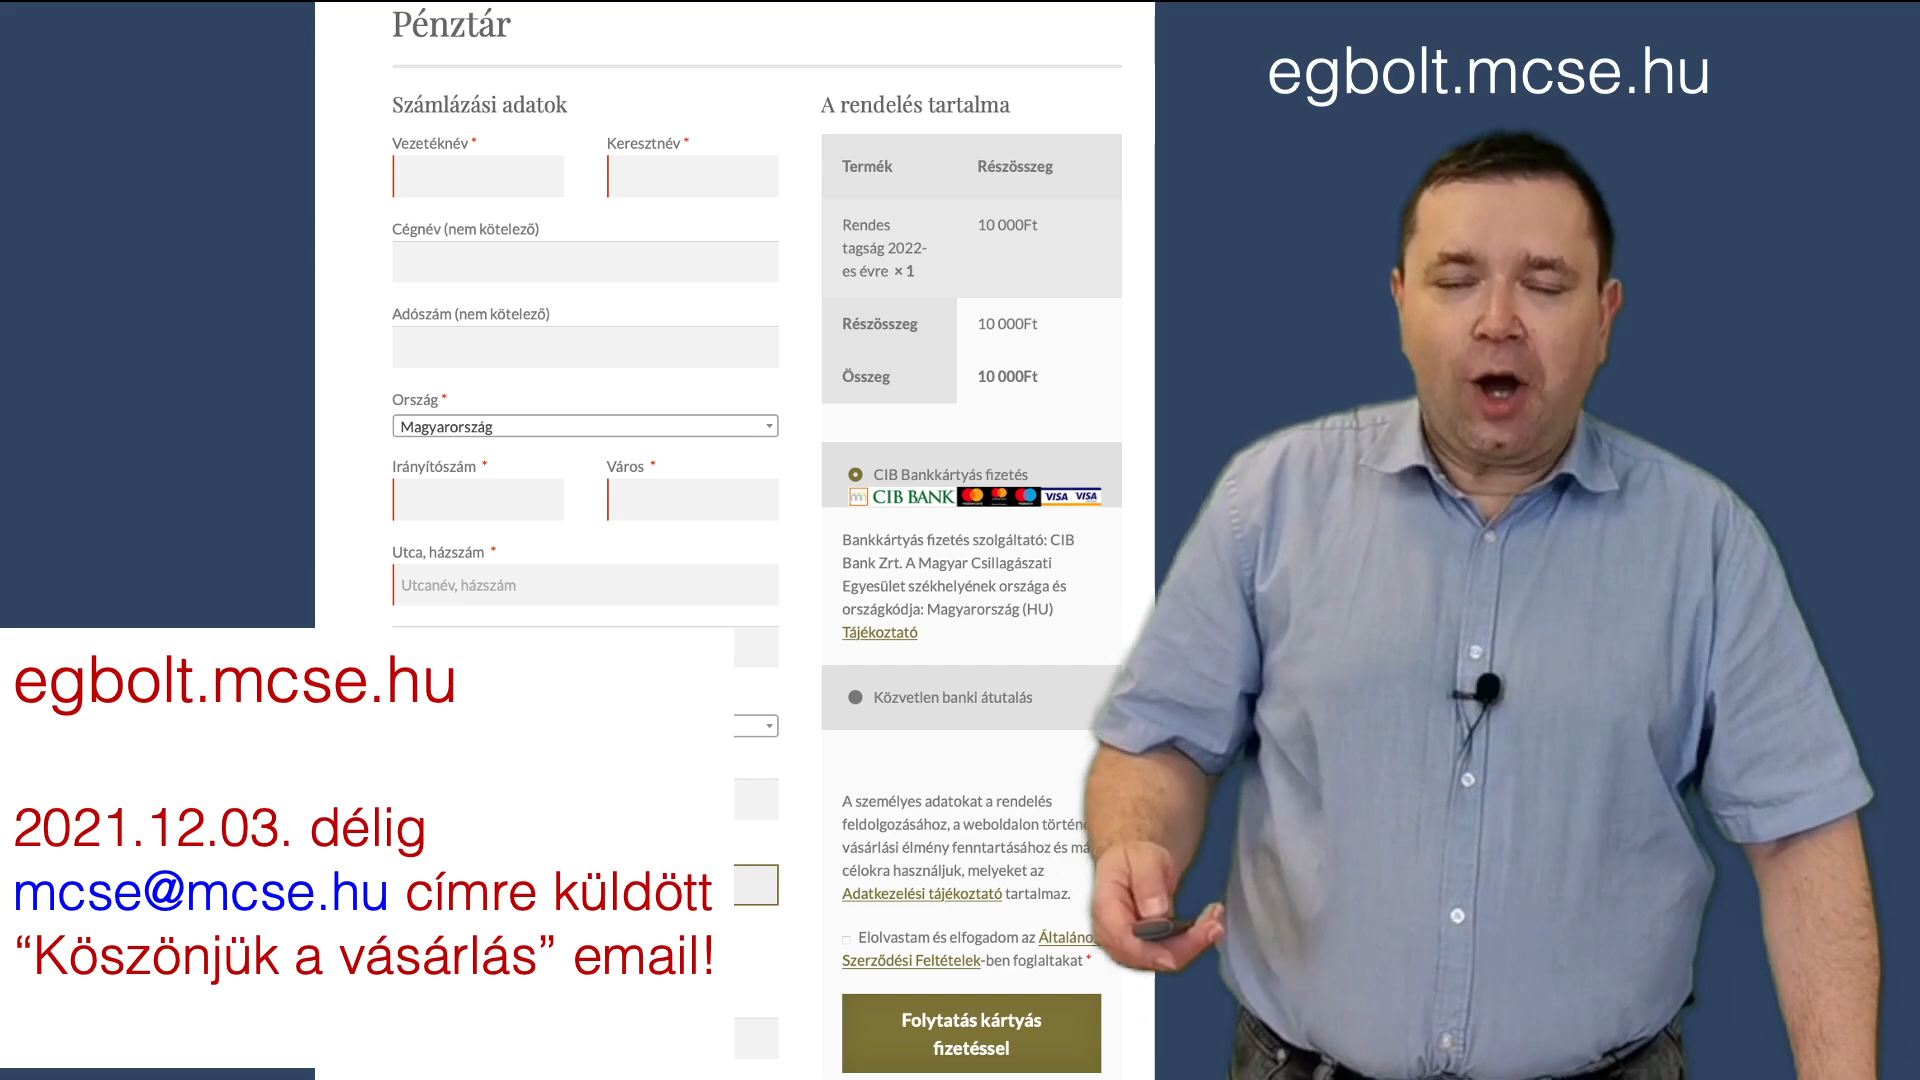 Pénztár
egbolt.mcse.hu
Számlázási adatok
Vezetéknév *
Keresztnév *
Cégnév (nem kötelező)
Adószám (nem kötelező)
Ország *
Magyarország
Irányítószám *
Város *
Utca, házszám *
Utcanév, házszám
A rendelés tartalma
Termék Részösszeg
Rendes 10 000Ft
tagság 2022-
es évre × 1
Részösszeg 10 000Ft
Összeg 10 000Ft
CIB Bankkártyás fizetés
CIB BANK VISA VISA
Bankkártyás fizetés szolgáltató: CIB
Bank Zrt. A Magyar Csillagászati
Egyesület székhelyének országa és
országkódja: Magyarország (HU)
Tájékoztató
Közvetlen banki átutalás
A személyes adatokat a rendelés
feldolgozásához, a weboldalon történ
vásárlási élmény fenntartásához és má
célokra használjuk, melyeket az
Adatkezelési tájékoztató tartalmaz.
Elolvastam és elfogadom az Általáno
Szerződési Feltételek-ben foglaltakat *
Folytatás kártyás
fizetéssel
egbolt.mcse.hu
2021.12.03. délig
mcse@mcse.hu címre küldött
“Köszönjük a vásárlás” email!